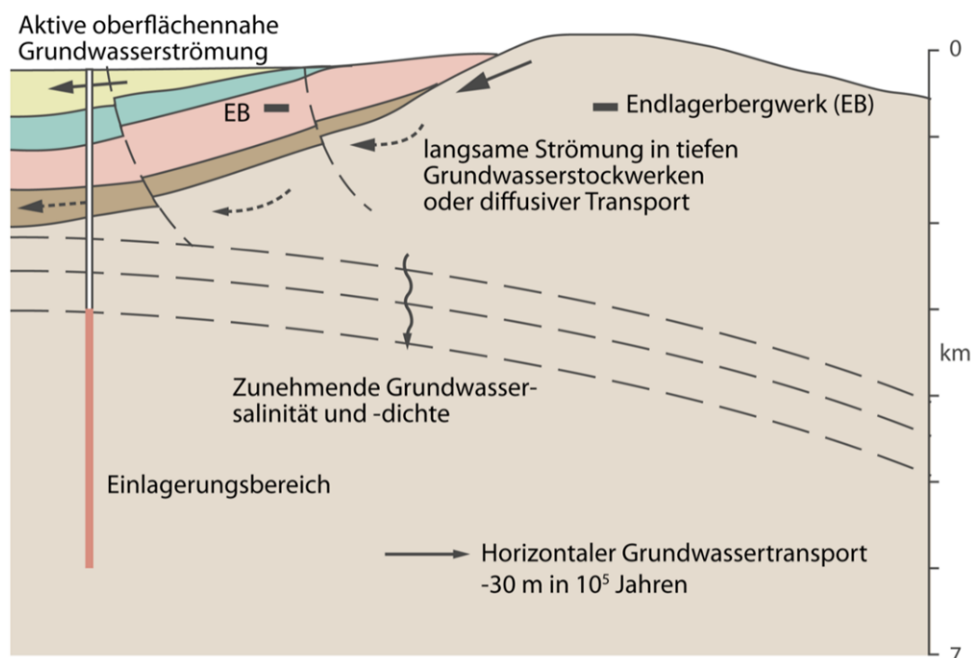 Aktive oberflächennahe
Grundwasserströmung
0
EB
Endlagerbergwerk (EB)
langsame Strömung in tiefen
Grundwasserstockwerken
oder diffusiver Transport
km
Zunehmende Grundwasser-
salinität und -dichte
Einlagerungsbereich
Horizontaler Grundwassertransport
-30 m in 10⁵ Jahren
7